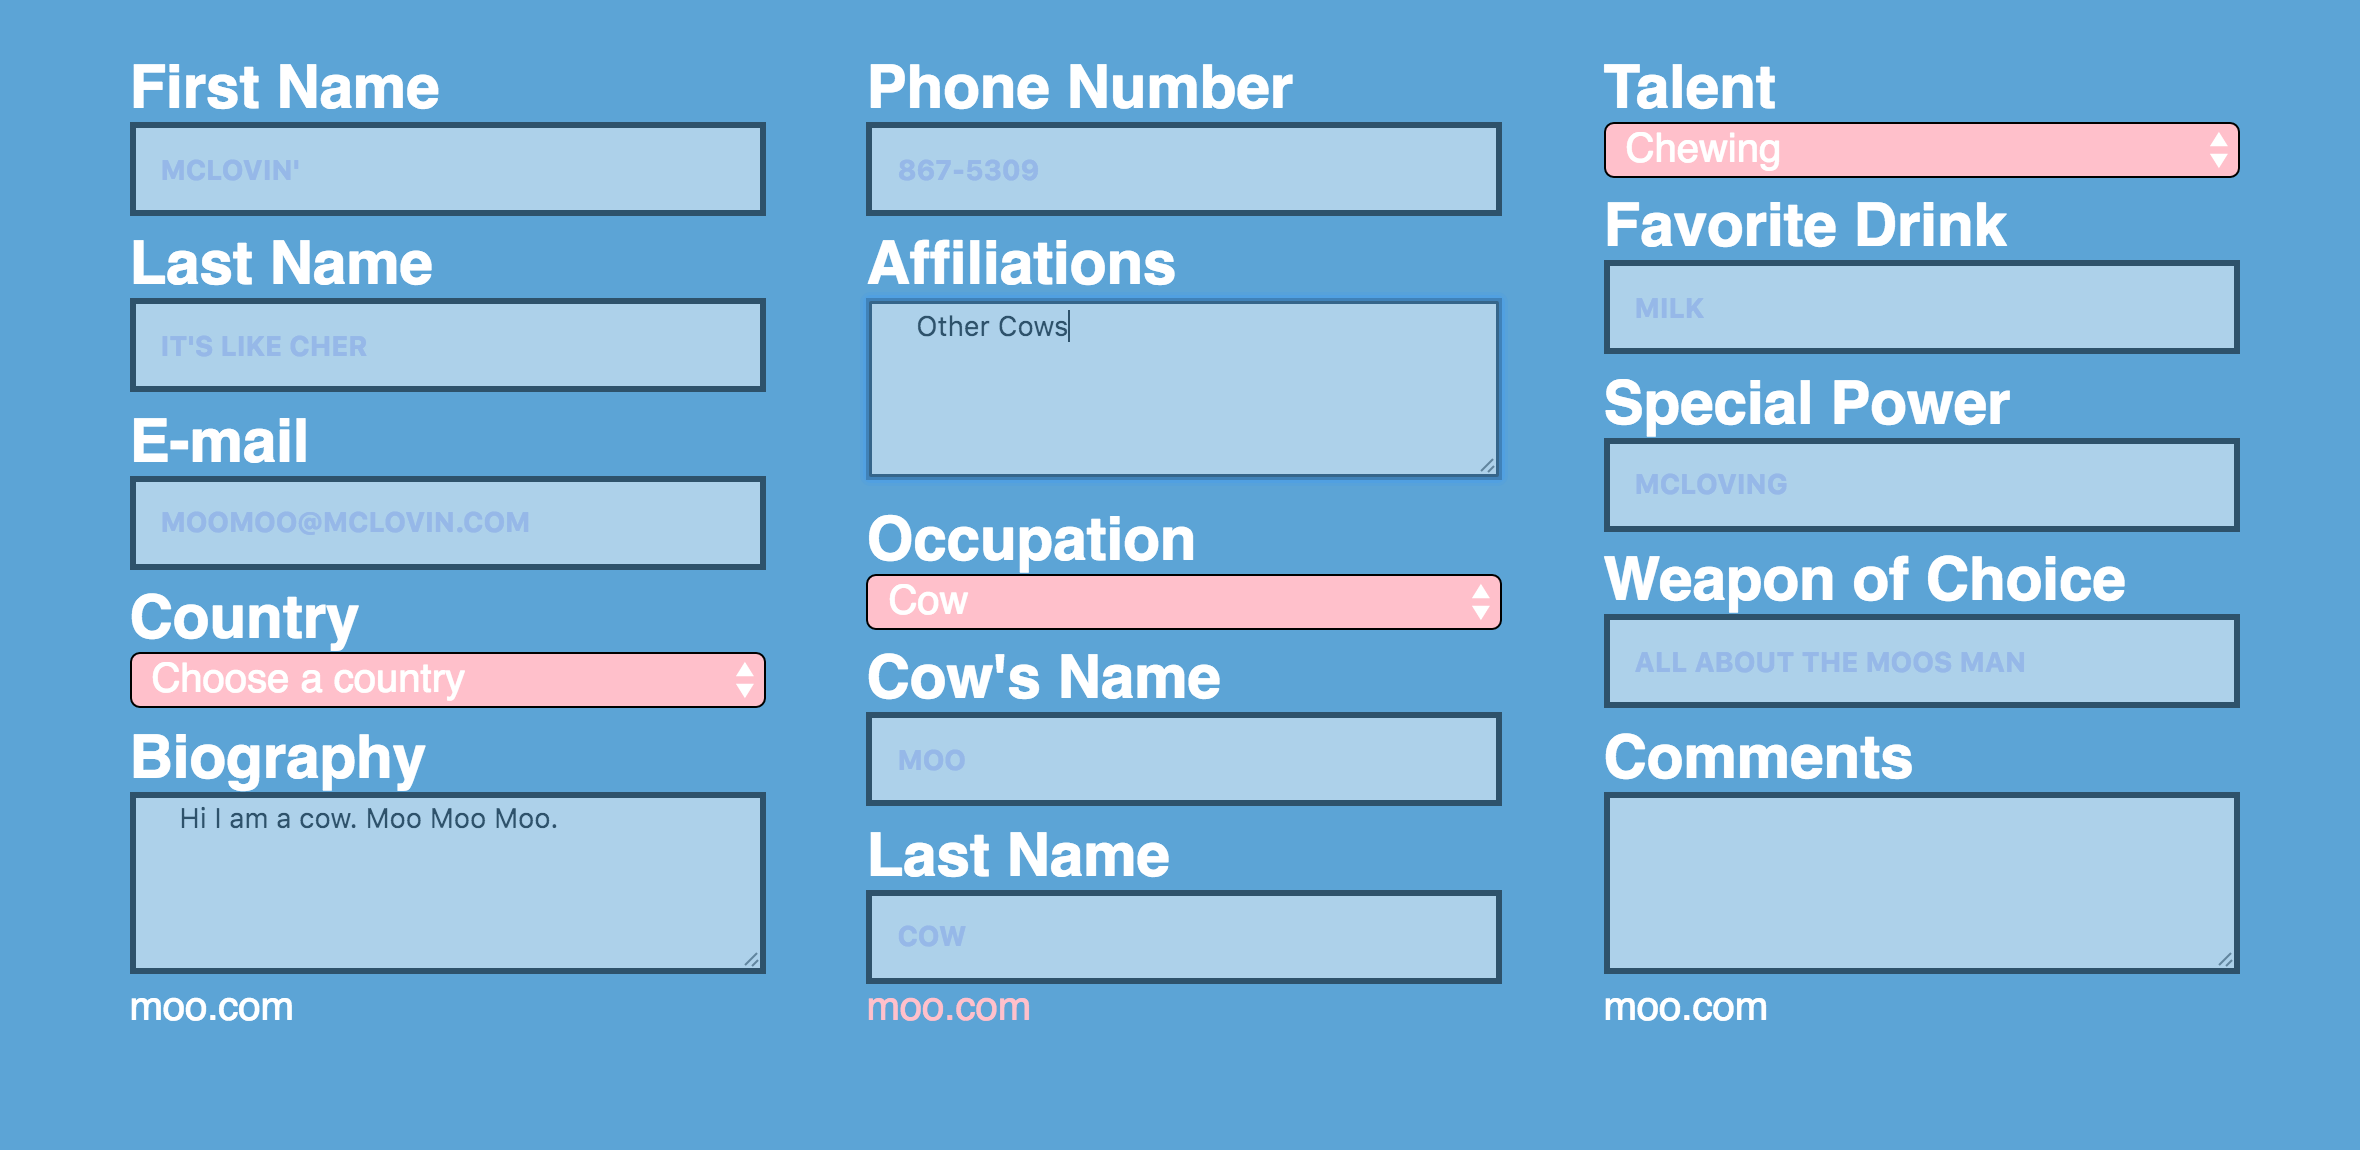 First Name
MCLOVIN'
Last Name
IT'S LIKE CHER
E-mail
MOOMOO@MCLOVIN.COM
Country
Choose a country
Biography
Hi I am a cow. Moo Moo Moo.
moo.com
Phone Number
867-5309
Affiliations
Other Cows
Occupation
Cow
Cow's Name
MOO
Last Name
COW
moo.com
Talent
Chewing
Favorite Drink
MILK
Special Power
MCLOVING
Weapon of Choice
ALL ABOUT THE MOOS MAN
Comments
moo.com